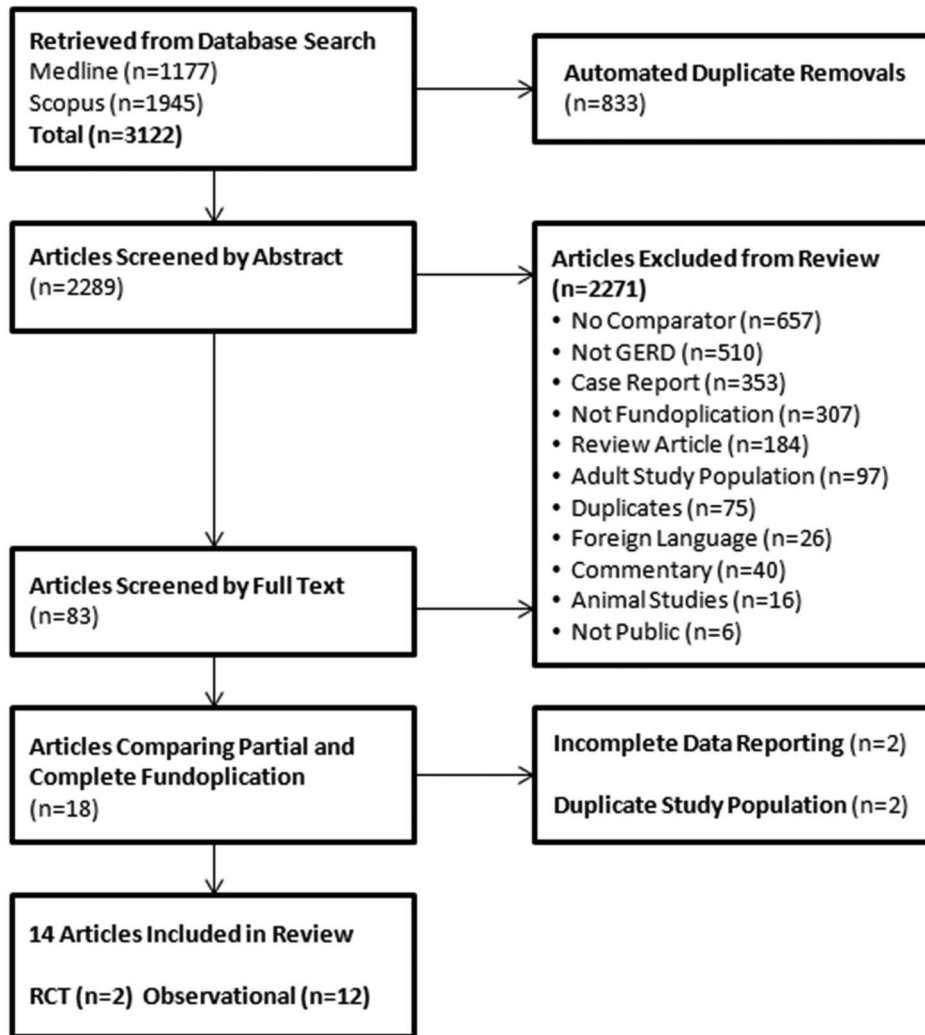 Retrieved from Database Search
Medline (n=1177)
Scopus (n=1945)
Total (n=3122)
Automated Duplicate Removals
(n=833)
Articles Screened by Abstract
(n=2289)
Articles Excluded from Review
(n=2271)
• No Comparator (n=657)
• Not GERD (n=510)
• Case Report (n=353)
• Not Fundoplication (n=307)
• Review Article (n=184)
• Adult Study Population (n=97)
• Duplicates (n=75)
• Foreign Language (n=26)
• Commentary (n=40)
• Animal Studies (n=16)
• Not Public (n=6)
Articles Screened by Full Text
(n=83)
Articles Comparing Partial and
Complete Fundoplication
(n=18)
Incomplete Data Reporting (n=2)
Duplicate Study Population (n=2)
14 Articles Included in Review
RCT (n=2) Observational (n=12)